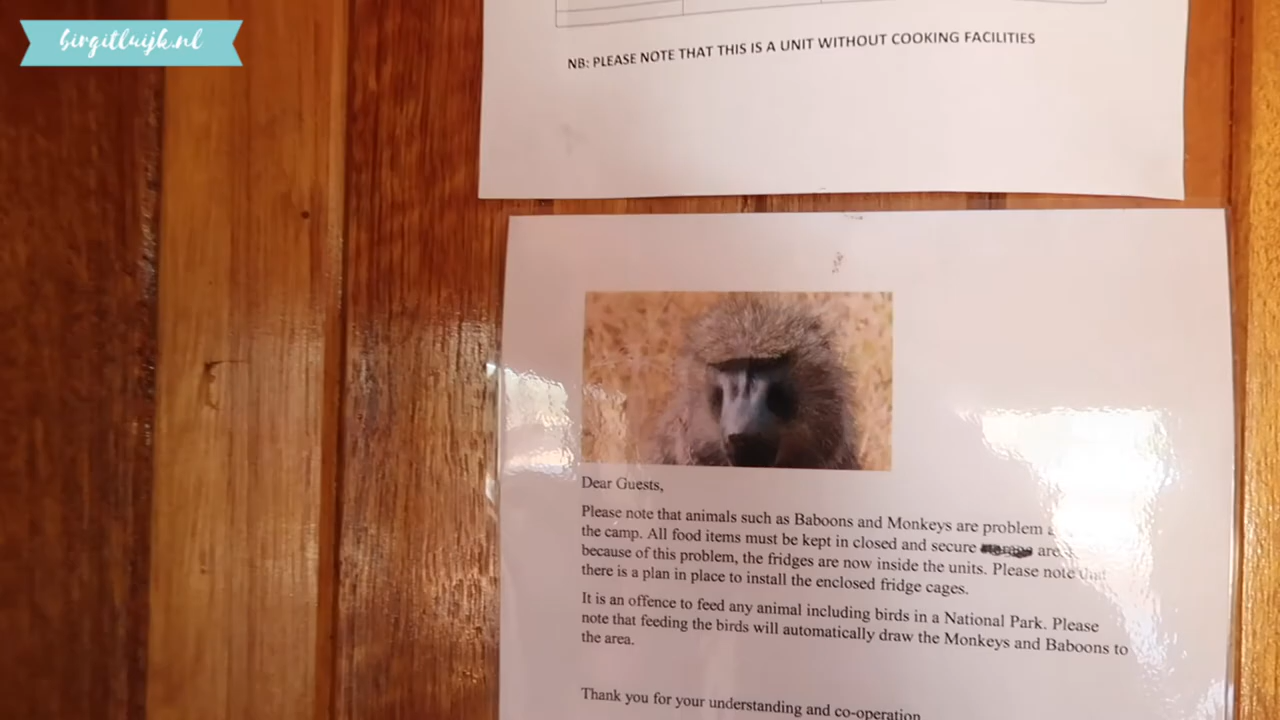 birgitluijk.nl
NB: PLEASE NOTE THAT THIS IS A UNIT WITHOUT COOKING FACILITIES
Dear Guests,
Please note that animals such as Baboons and Monkeys are problem
the camp. All food items must be kept in closed and secure
because of this problem, the fridges are now inside the units. Please note that
there is a plan in place to install the enclosed fridge cages.
It is an offence to feed any animal including birds in a National Park. Please
note that feeding the birds will automatically draw the Monkeys and Baboons to
the area.
Thank you for your understanding and co-operation